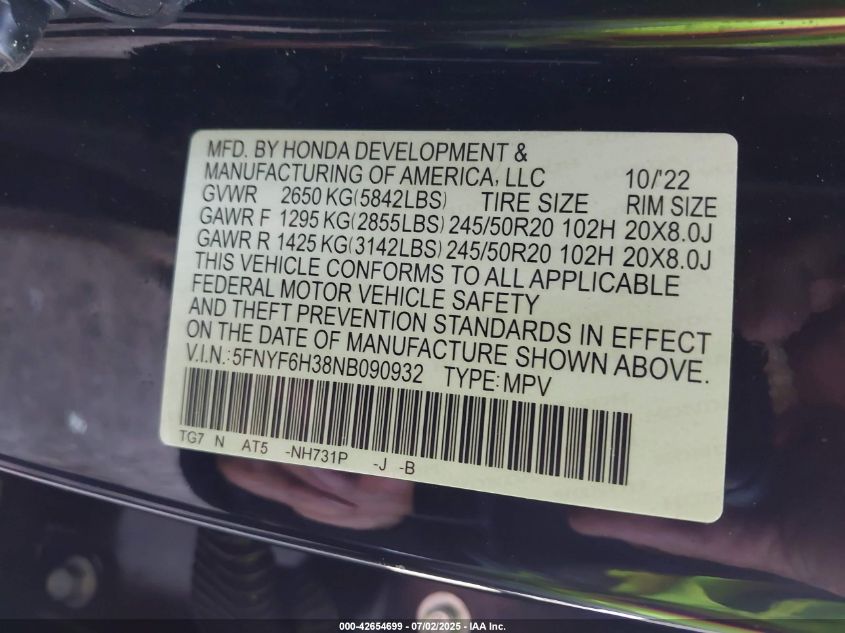 MFD. BY HONDA DEVELOPMENT &
MANUFACTURING OF AMERICA, LLC 10/'22
GVWR 2650 KG(5842LBS) TIRE SIZE RIM SIZE
GAWR F 1295 KG(2855LBS) 245/50R20 102H 20X8.0J
GAWR R 1425 KG(3142LBS) 245/50R20 102H 20X8.0J
THIS VEHICLE CONFORMS TO ALL APPLICABLE
FEDERAL MOTOR VEHICLE SAFETY
AND THEFT PREVENTION STANDARDS IN EFFECT
ON THE DATE OF MANUFACTURE SHOWN ABOVE.
V.I.N.: 5FNYF6H38NB090932 TYPE: MPV
TG7 N AT5 -NH731P -J -B
000-42654699 - 07/02/2025 - IAA Inc.